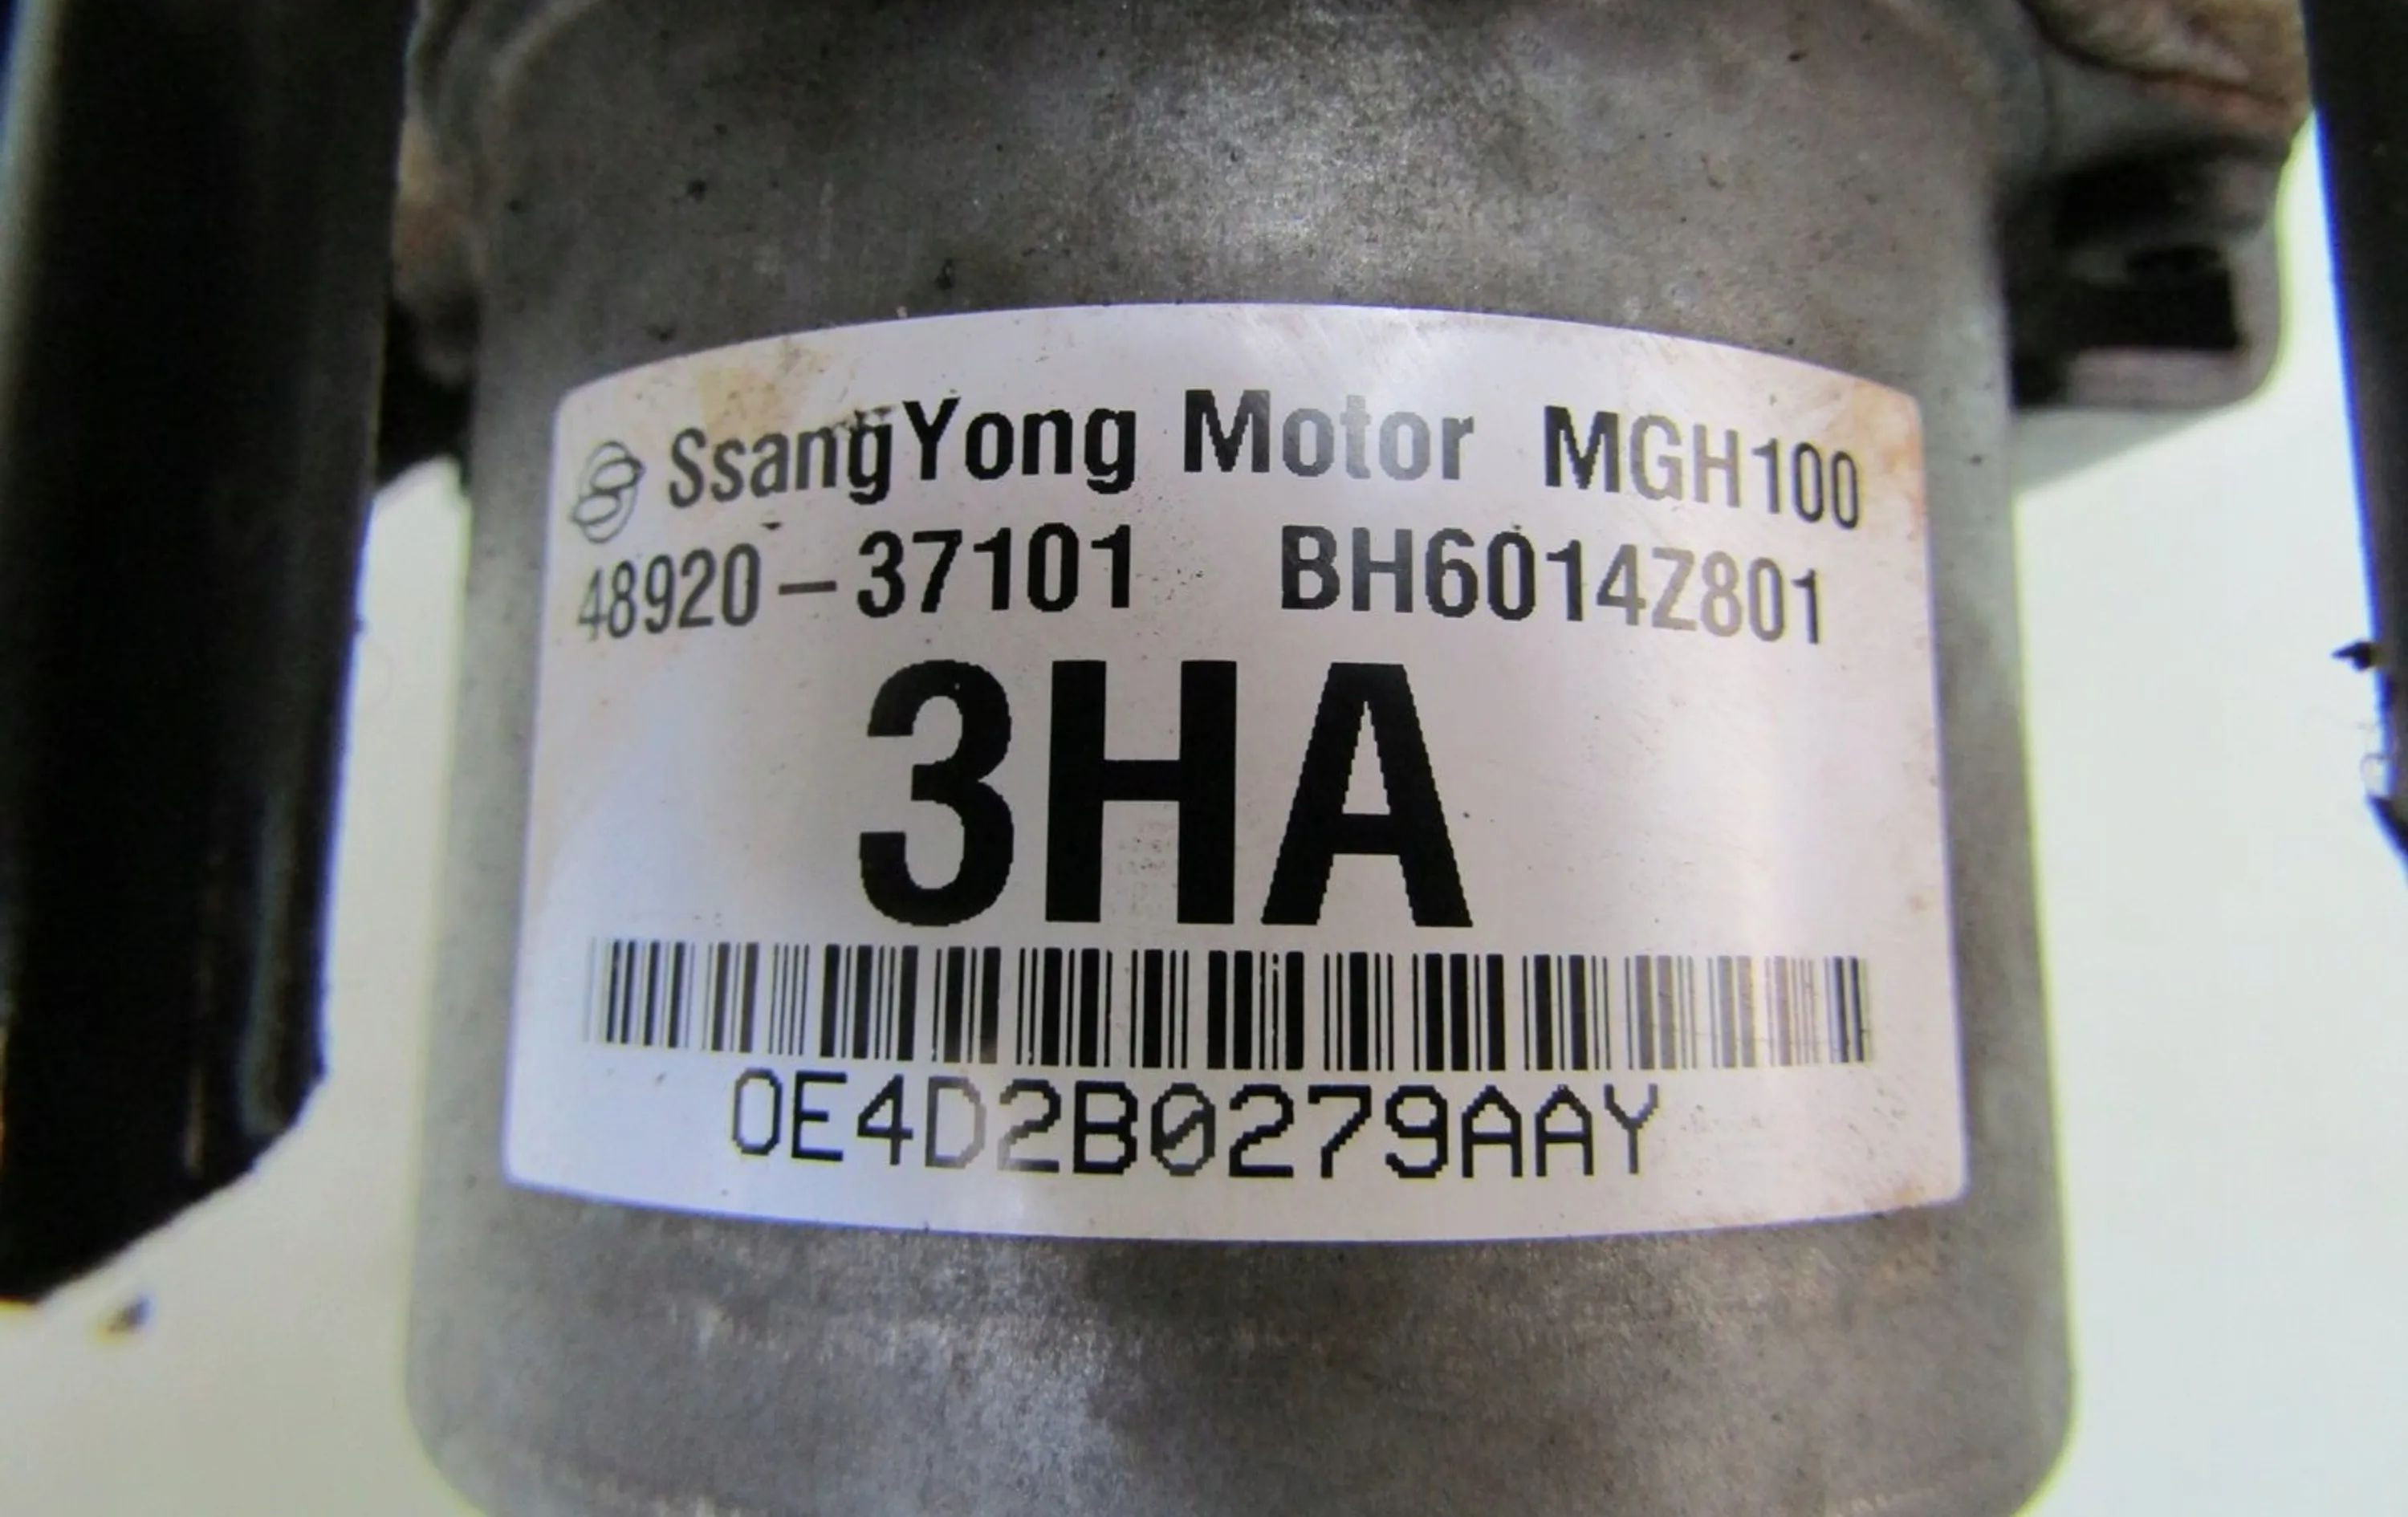 SsangYong Motor MGH100
48920-37101 BH6014Z801
3HA
0E4D2B0279AAY